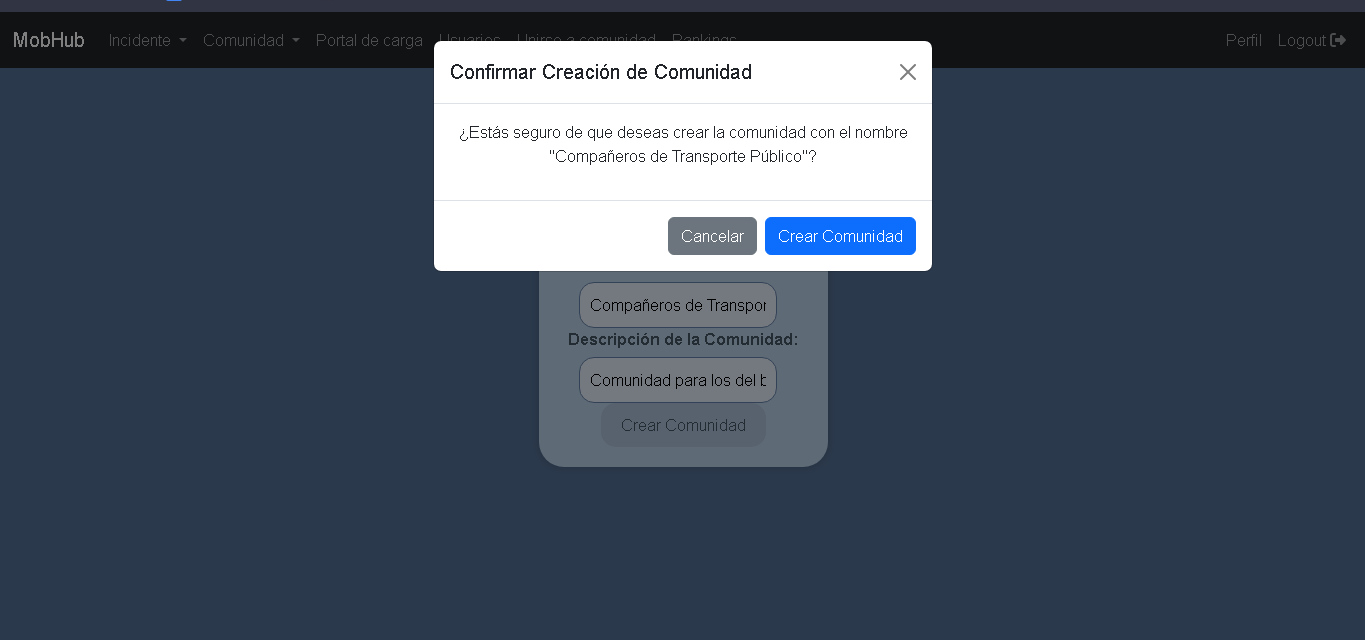 MobHub Incidente Comunidad Portal de carga Usuarios Unirse a comunidad Rankings Perfil Logout
Confirmar Creación de Comunidad
¿Estás seguro de que deseas crear la comunidad con el nombre
"Compañeros de Transporte Público"?
Cancelar Crear Comunidad
Compañeros de Transpor
Descripción de la Comunidad:
Comunidad para los del b
Crear Comunidad